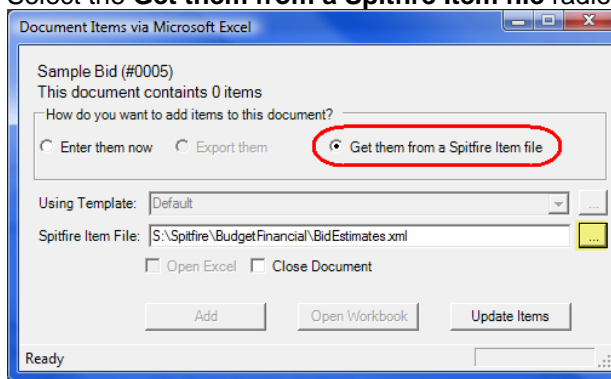 Select the Get them from a Spitfire Item file radio
Document Items via Microsoft Excel
Sample Bid (#0005)
This document containts 0 items
How do you want to add items to this document?
Enter them now Export them Get them from a Spitfire Item file
Using Template: Default ...
Spitfire Item File: S:\Spitfire\BudgetFinancial\BidEstimates.xml ...
Open Excel Close Document
Add Open Workbook Update Items
Ready